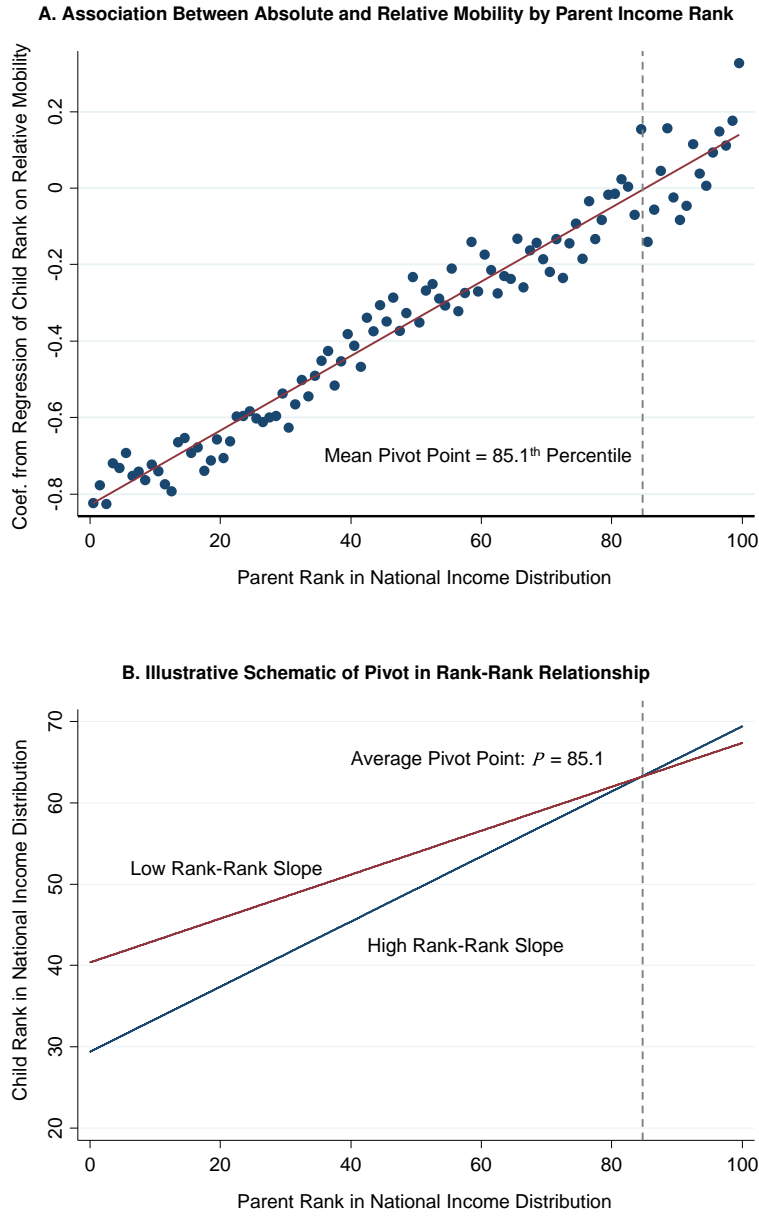 A. Association Between Absolute and Relative Mobility by Parent Income Rank
Coef. from Regression of Child Rank on Relative Mobility
0.2
0
-0.2
-0.4
-0.6
-0.8
Mean Pivot Point = 85.1th Percentile
0 20 40 60 80 100
Parent Rank in National Income Distribution
B. Illustrative Schematic of Pivot in Rank-Rank Relationship
Child Rank in National Income Distribution
70
60
50
40
30
20
Average Pivot Point: P = 85.1
Low Rank-Rank Slope
High Rank-Rank Slope
0 20 40 60 80 100
Parent Rank in National Income Distribution